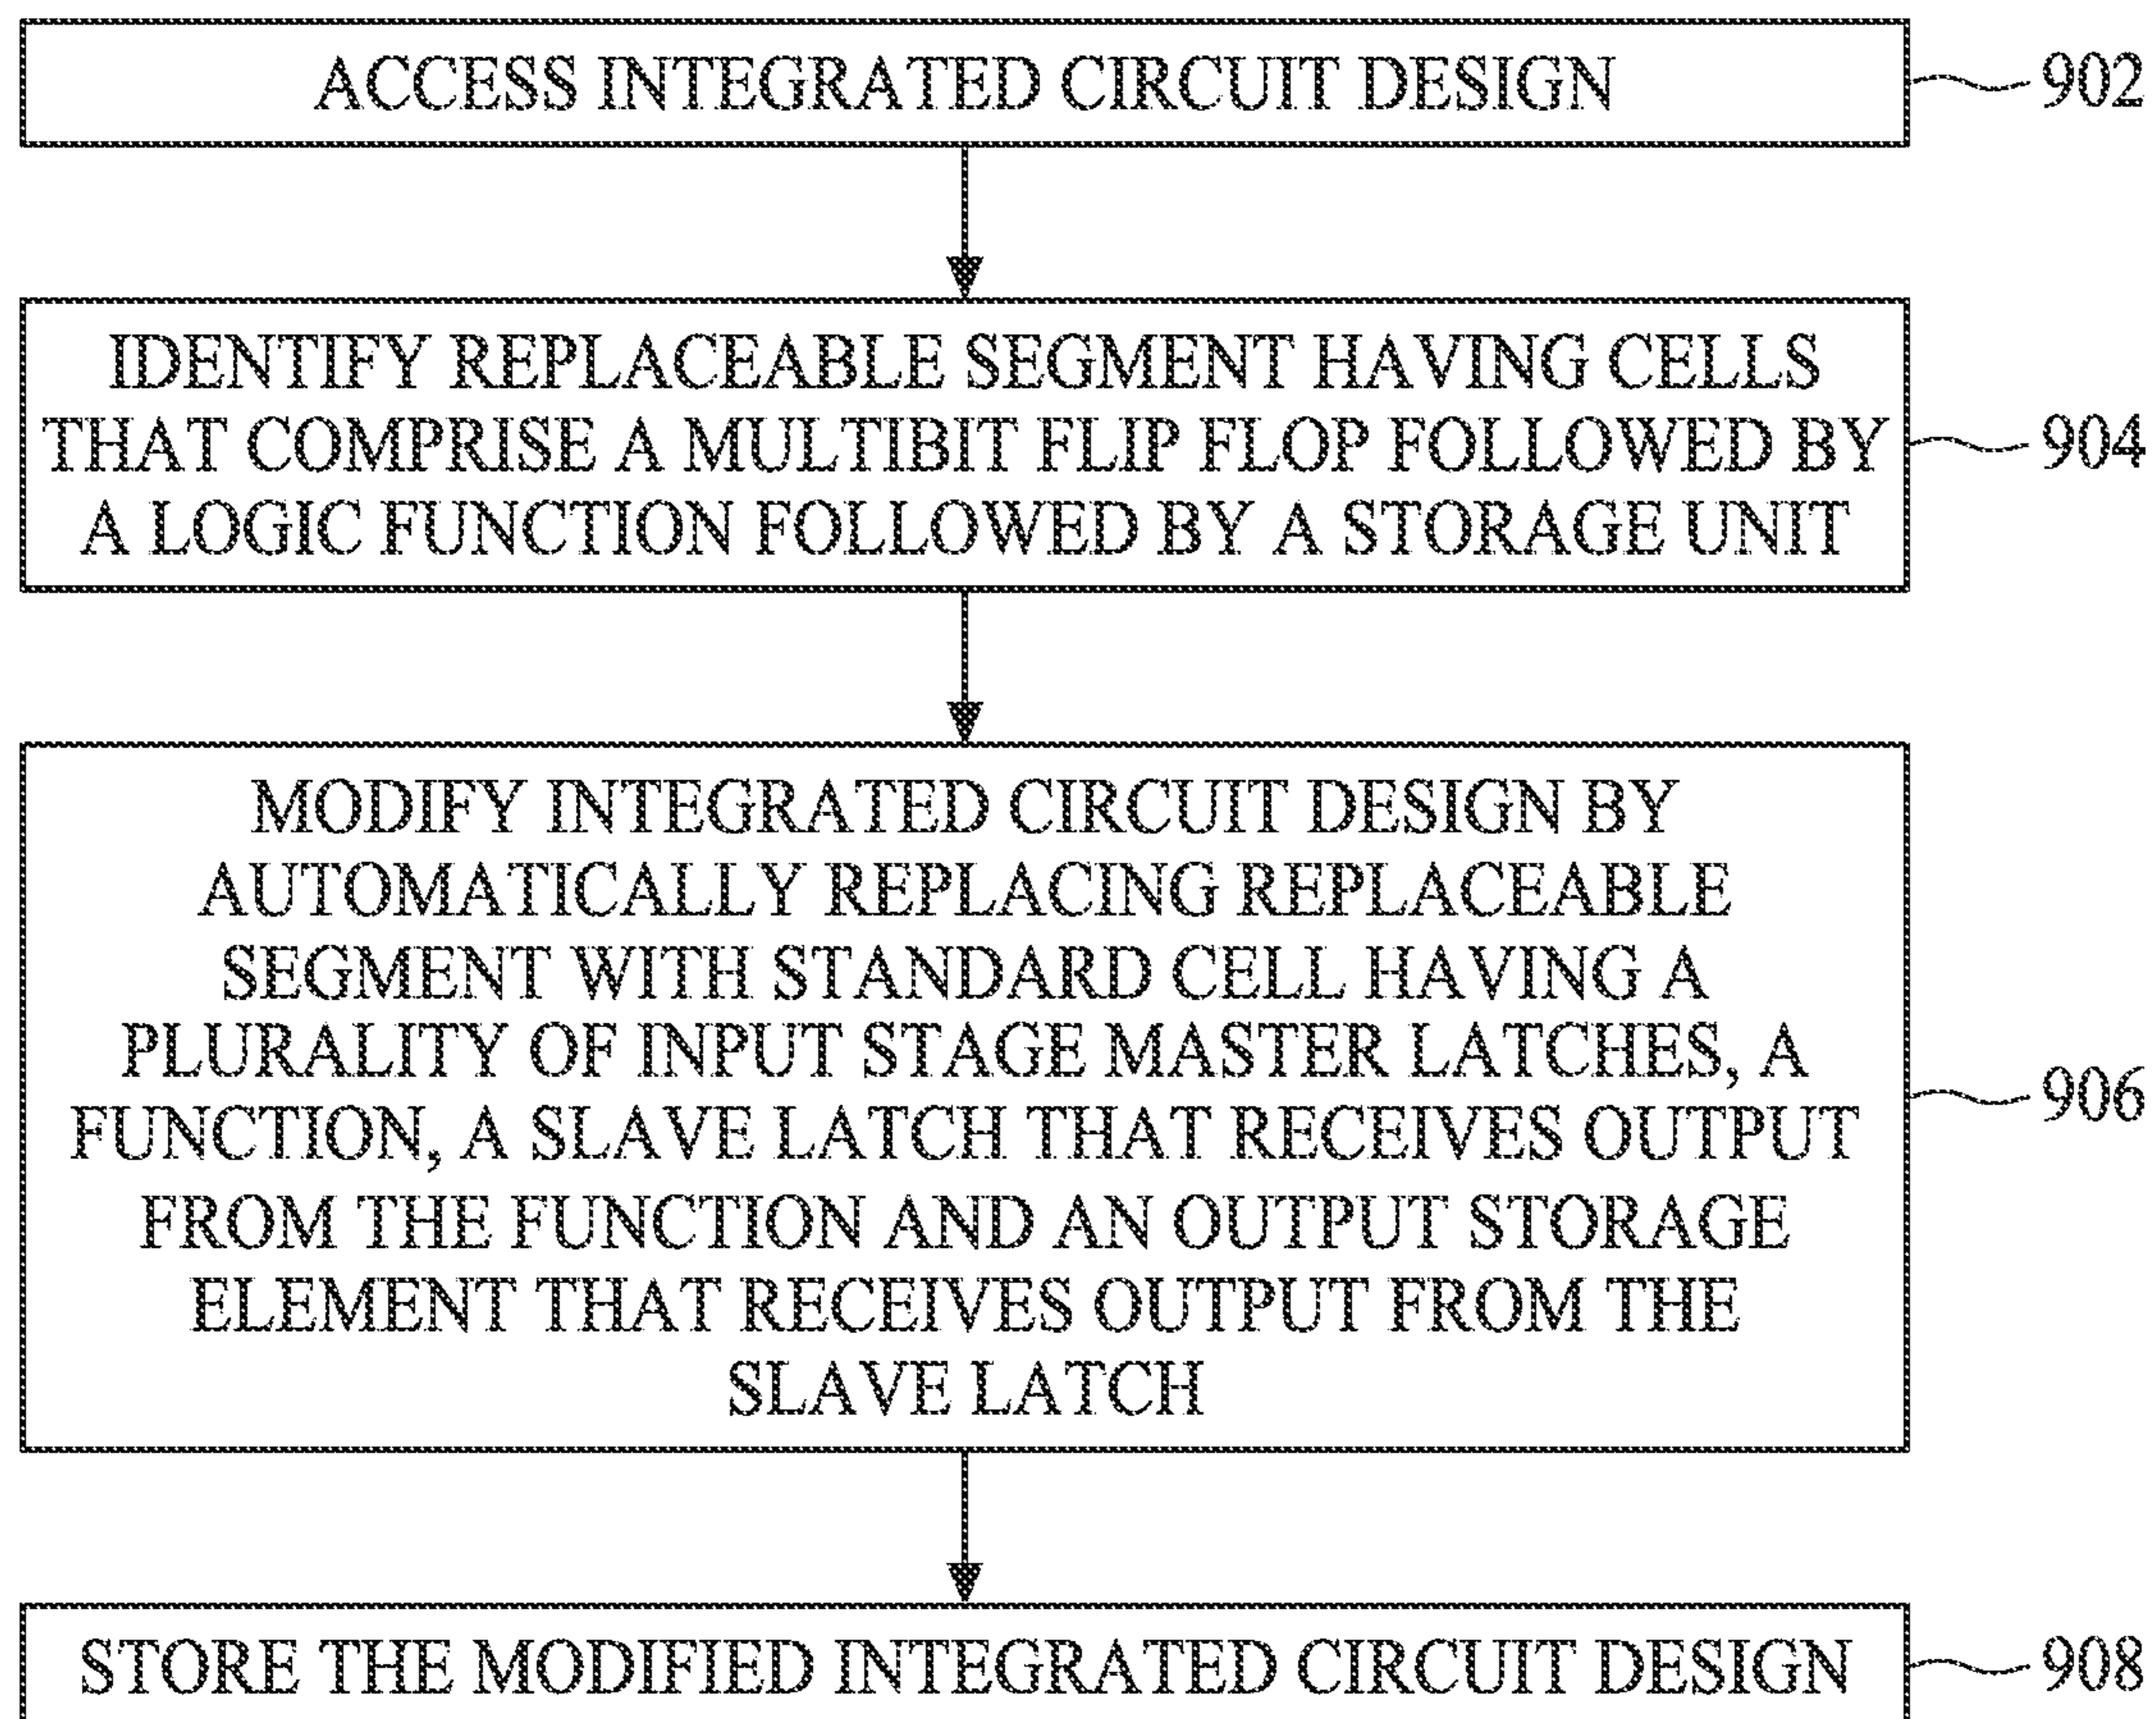 ACCESS INTEGRATED CIRCUIT DESIGN
902
IDENTIFY REPLACEABLE SEGMENT HAVING CELLS
THAT COMPRISE A MULTIBIT FLIP FLOP FOLLOWED BY
A LOGIC FUNCTION FOLLOWED BY A STORAGE UNIT
904
MODIFY INTEGRATED CIRCUIT DESIGN BY
AUTOMATICALLY REPLACING REPLACEABLE
SEGMENT WITH STANDARD CELL HAVING A
PLURALITY OF INPUT STAGE MASTER LATCHES, A
FUNCTION, A SLAVE LATCH THAT RECEIVES OUTPUT
FROM THE FUNCTION AND AN OUTPUT STORAGE
ELEMENT THAT RECEIVES OUTPUT FROM THE
SLAVE LATCH
906
STORE THE MODIFIED INTEGRATED CIRCUIT DESIGN
908